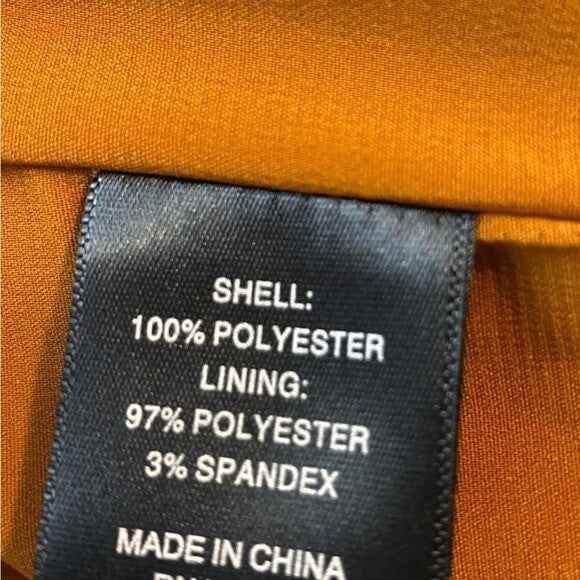 SHELL:
100% POLYESTER
LINING:
97% POLYESTER
3% SPANDEX
MADE IN CHINA